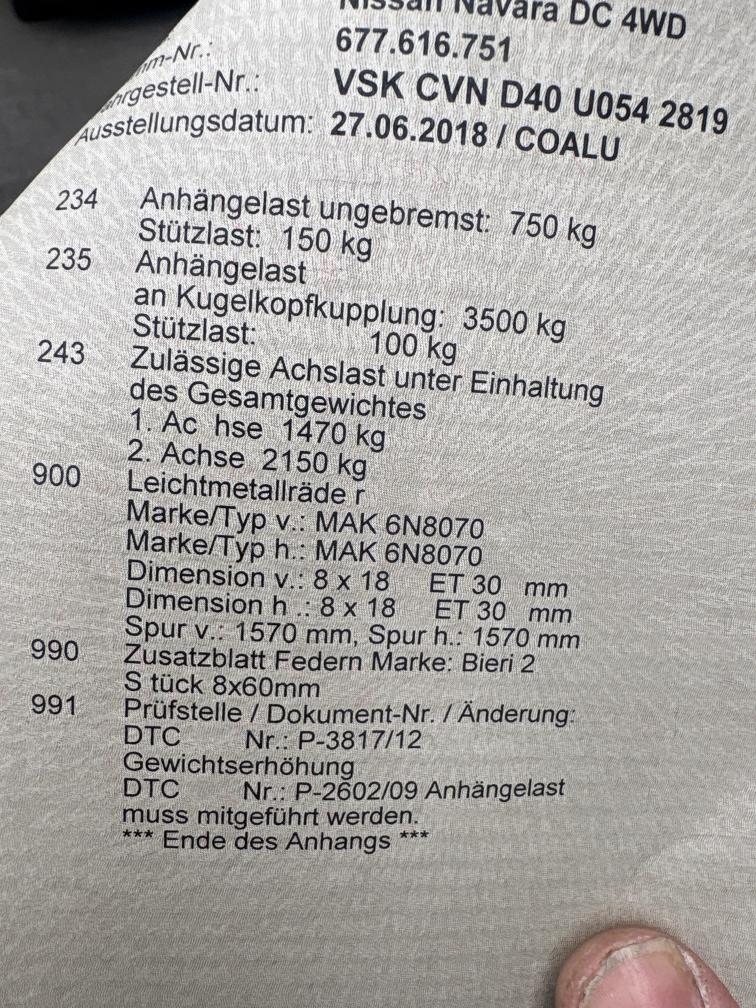 Nissan Navara DC 4WD
mm-Nr.: 677.616.751
hrgestell-Nr.: VSK CVN D40 U054 2819
Ausstellungsdatum: 27.06.2018 / COALU
234 Anhängelast ungebremst: 750 kg
Stützlast: 150 kg
235 Anhängelast
an Kugelkopfkupplung: 3500 kg
Stützlast: 100 kg
243 Zulässige Achslast unter Einhaltung
des Gesamtgewichtes
1. Ac hse 1470 kg
2. Achse 2150 kg
900 Leichtmetallräde r
Marke/Typ v.: MAK 6N8070
Marke/Typ h.: MAK 6N8070
Dimension v.: 8 x 18 ET 30 mm
Dimension h .: 8 x 18 ET 30 mm
Spur v.: 1570 mm, Spur h.: 1570 mm
990 Zusatzblatt Federn Marke: Bieri 2
S tück 8x60mm
991 Prüfstelle / Dokument-Nr. / Änderung:
DTC Nr.: P-3817/12
Gewichtserhöhung
DTC Nr.: P-2602/09 Anhängelast
muss mitgeführt werden.
*** Ende des Anhangs ***